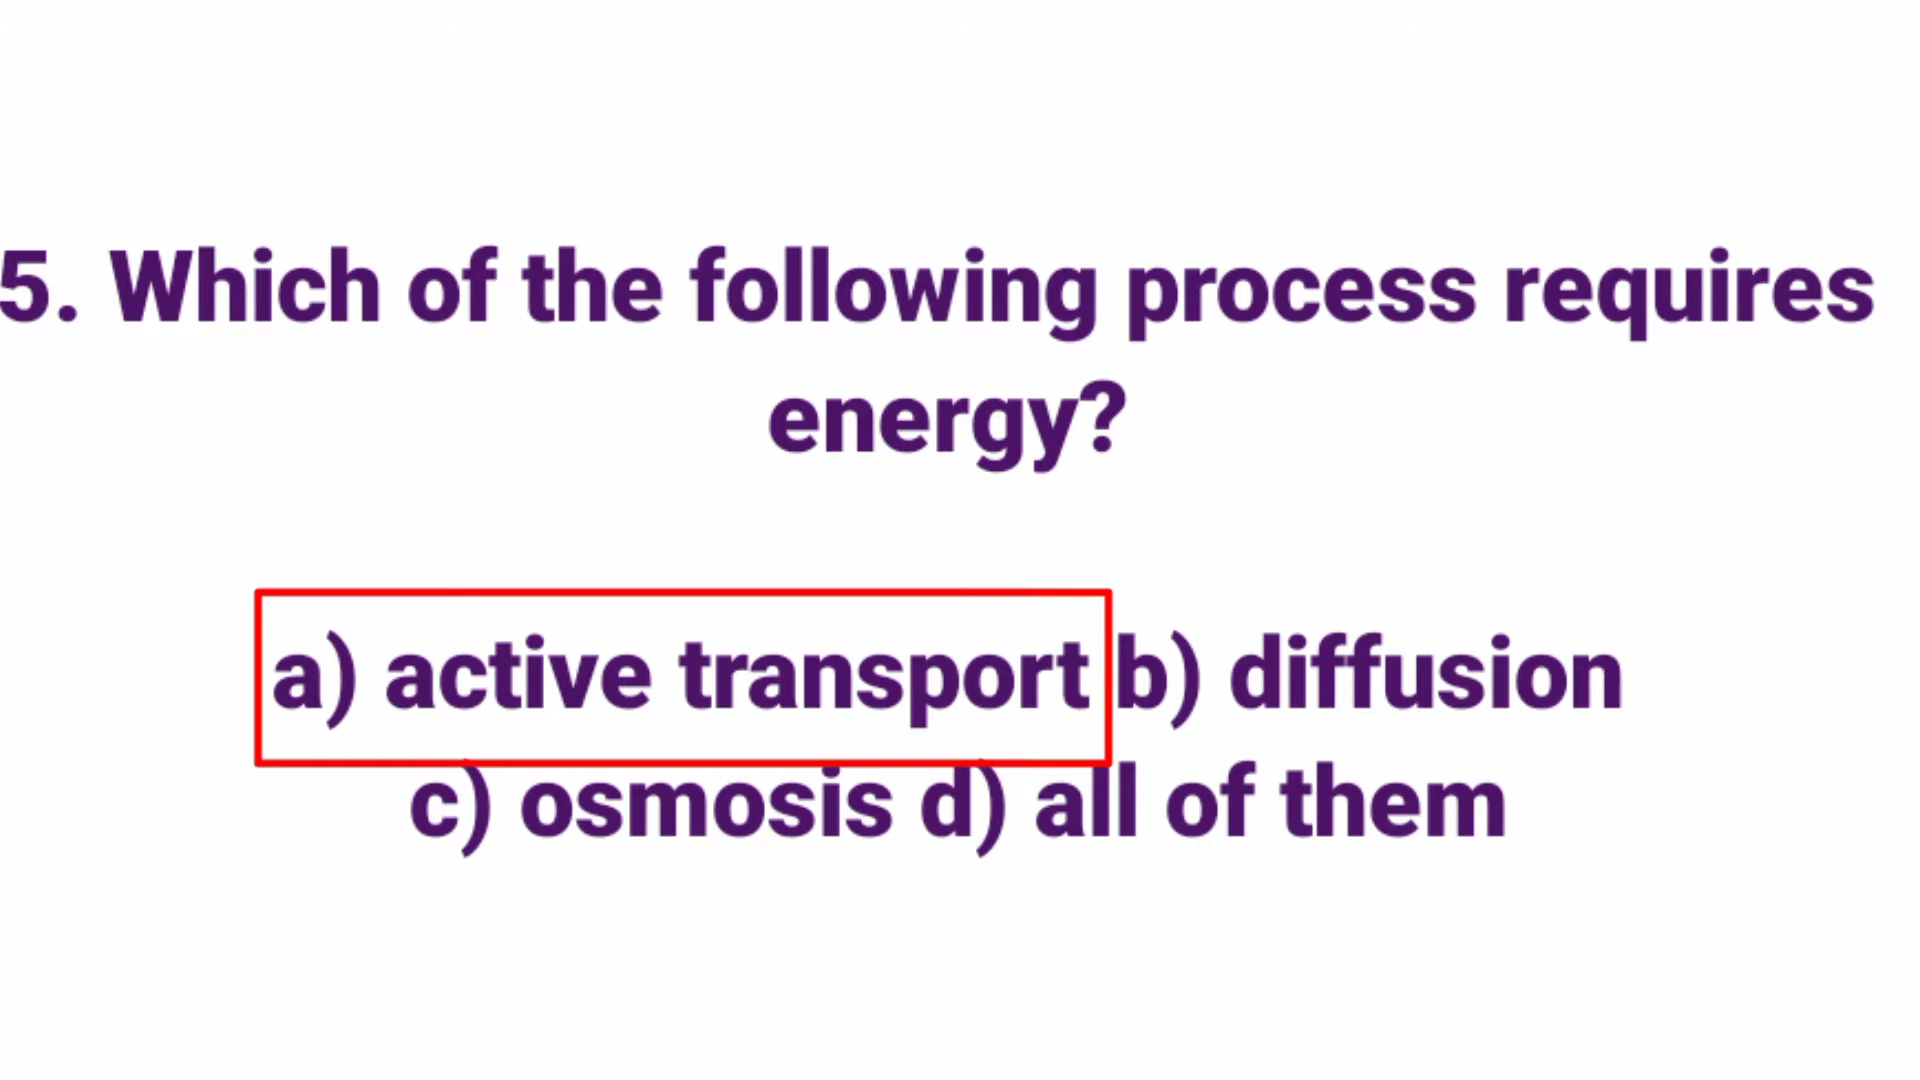 5. Which of the following process requires
energy?
a) active transport b) diffusion
c) osmosis d) all of them